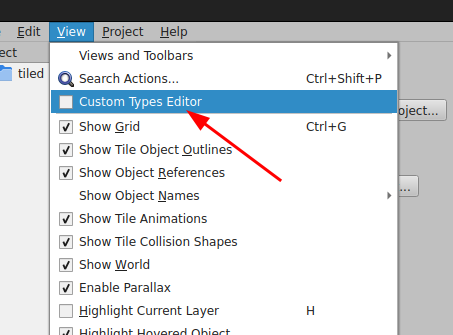 Edit View Project Help
ect
tiled
Views and Toolbars
Search Actions... Ctrl+Shift+P
Custom Types Editor
oject...
Show Grid Ctrl+G
Show Tile Object Outlines
Show Object References
...
Show Object Names
Show Tile Animations
Show Tile Collision Shapes
Show World
Enable Parallax
Highlight Current Layer H
Highlight Hovered Object